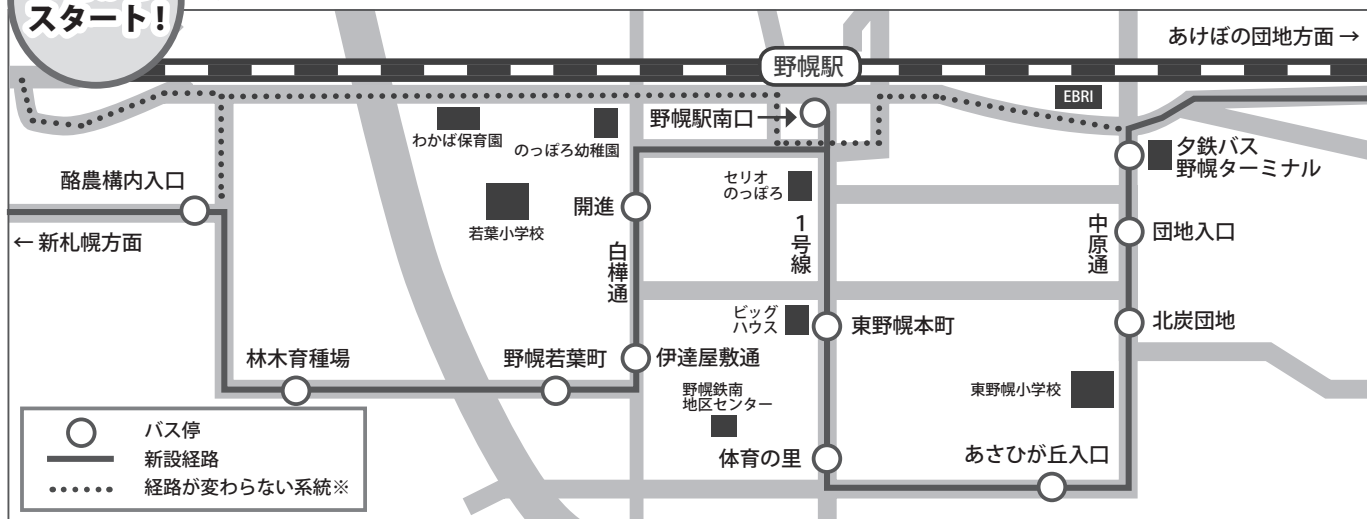 スタート！
あけぼの団地方面 →
野幌駅
EBRI
野幌駅南口
わかば保育園
のっぽろ幼稚園
夕鉄バス
野幌ターミナル
酪農構内入口
セリオ
のっぽろ
開進
若葉小学校
← 新札幌方面
白樺通
1号線
中原通
団地入口
ビッグ
ハウス
東野幌本町
北炭団地
林木育種場
野幌若葉町
伊達屋敷通
野幌鉄南
地区センター
東野幌小学校
体育の里
あさひが丘入口
バス停
新設経路
経路が変わらない系統※